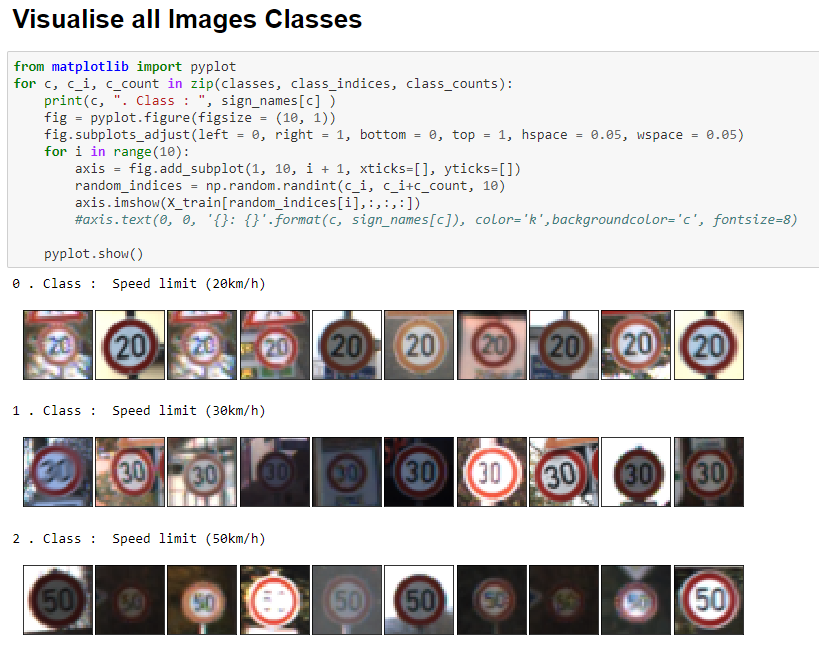 Visualise all Images Classes
from matplotlib import pyplot
for c, c_i, c_count in zip(classes, class_indices, class_counts):
    print(c, ". Class : ", sign_names[c] )
    fig = pyplot.figure(figsize = (10, 1))
    fig.subplots_adjust(left = 0, right = 1, bottom = 0, top = 1, hspace = 0.05, wspace = 0.05)
    for i in range(10):
        axis = fig.add_subplot(1, 10, i + 1, xticks=[], yticks=[])
        random_indices = np.random.randint(c_i, c_i+c_count, 10)
        axis.imshow(X_train[random_indices[i],:,:,:])
        #axis.text(0, 0, '{}: {}'.format(c, sign_names[c]), color='k',backgroundcolor='c', fontsize=8)
    pyplot.show()
0 . Class :  Speed limit (20km/h)
20 20 20 20 20 20 20 20 20 20
1 . Class :  Speed limit (30km/h)
30 30 30 30 30 30 30 30 30 30
2 . Class :  Speed limit (50km/h)
50 50 50 50 50 50 50 50 50 50